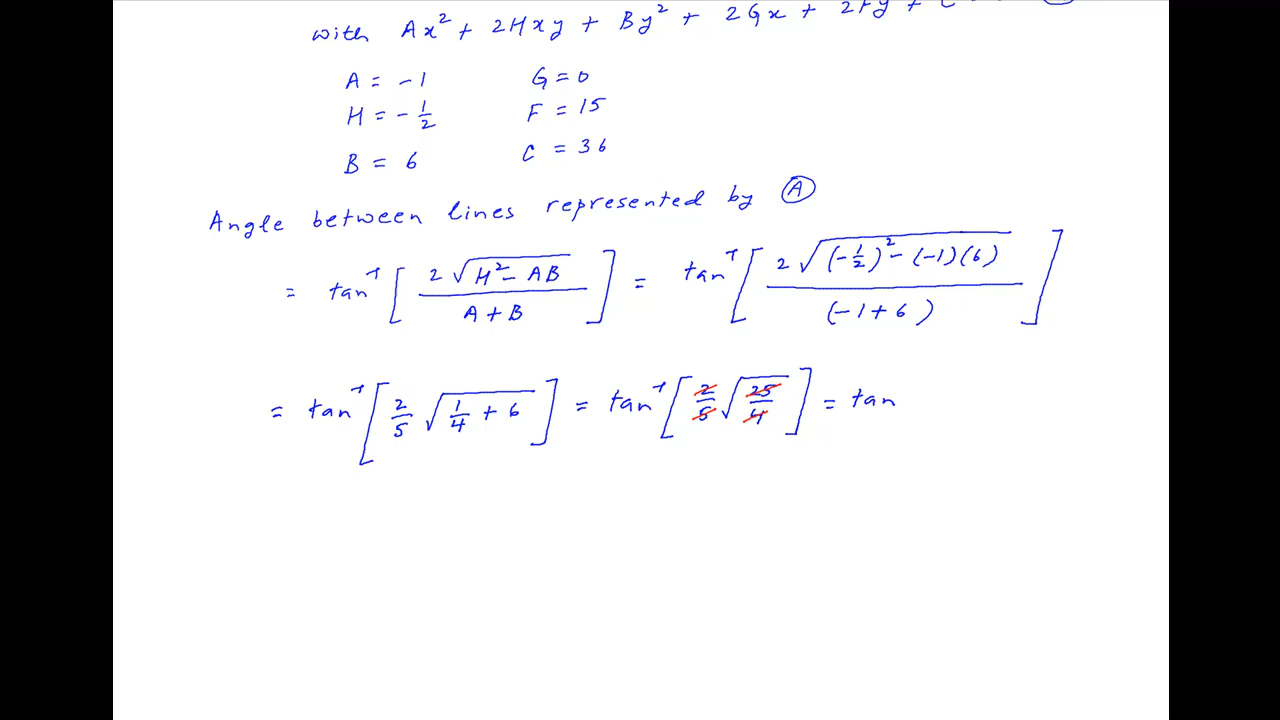 with Ax² + 2Hxy + By² + 2Gx + 2Fy +
A = -1 G = 0
H = -1/2 F = 15
B = 6 C = 36
Angle between lines represented by Ⓐ
= tan⁻¹ [ 2√(H² - AB) / (A + B) ] = tan⁻¹ [ 2√((-1/2)² - (-1)(6)) / (-1 + 6) ]
= tan⁻¹ [ 2/5 √(1/4 + 6) ] = tan⁻¹ [ 2/5 √(25/4) ] = tan